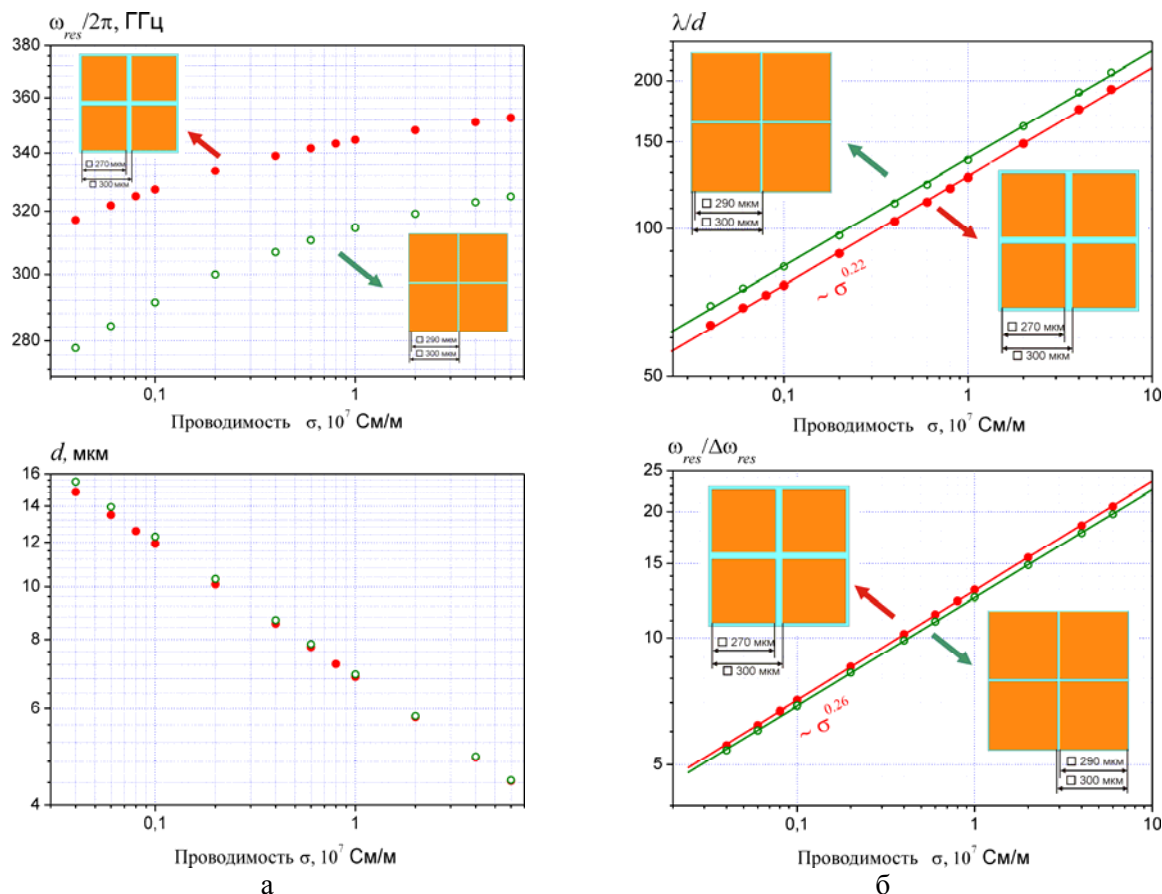 ω_res/2π, ГГц
380
360
340
320
300
280
0,1
1
Проводимость σ, 10^7 См/м
□ 270 мкм
□ 300 мкм
□ 290 мкм
□ 300 мкм
λ/d
200
150
100
50
0,1
1
10
Проводимость σ, 10^7 См/м
□ 290 мкм
□ 300 мкм
~ σ^0.22
□ 270 мкм
□ 300 мкм
d, мкм
16
14
12
10
8
6
4
0,1
1
Проводимость σ, 10^7 См/м
а
ω_res/Δω_res
25
20
15
10
5
0,1
1
10
Проводимость σ, 10^7 См/м
□ 270 мкм
□ 300 мкм
~ σ^0.26
□ 290 мкм
□ 300 мкм
б